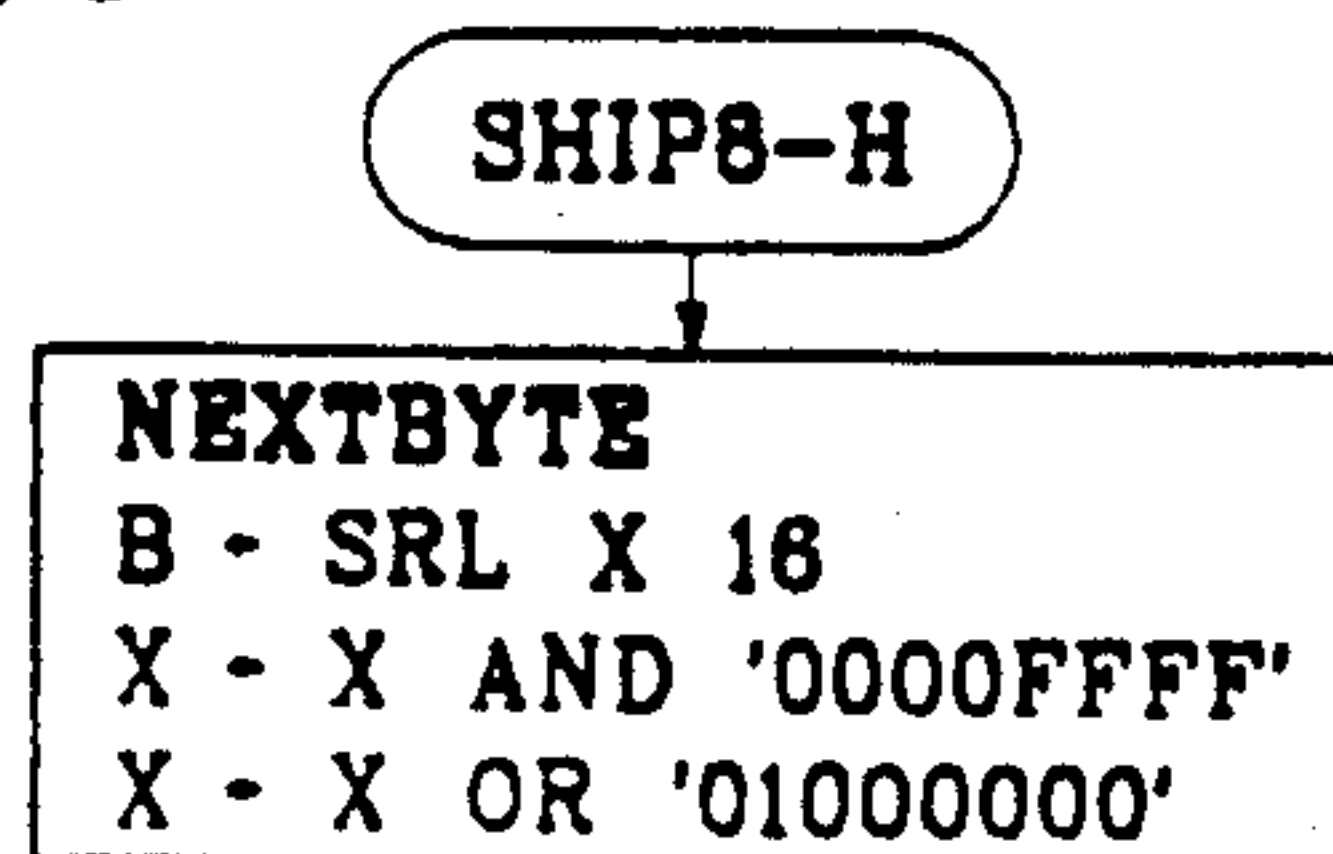 SHIP8-H
NEXTBYTE
B - SRL X 16
X - X AND '0000FFFF'
X - X OR '01000000'